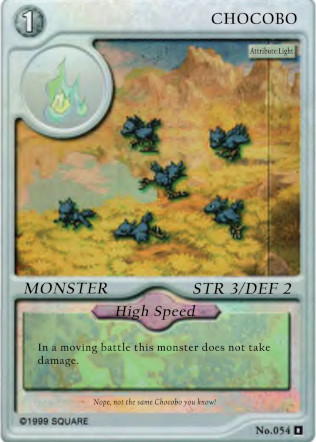 1
CHOCOBO
Attribute:Light
MONSTER
STR 3/DEF 2
High Speed
In a moving battle this monster does not take
damage.
Nope, not the same Chocobo you know!
©1999 SQUARE
No.054